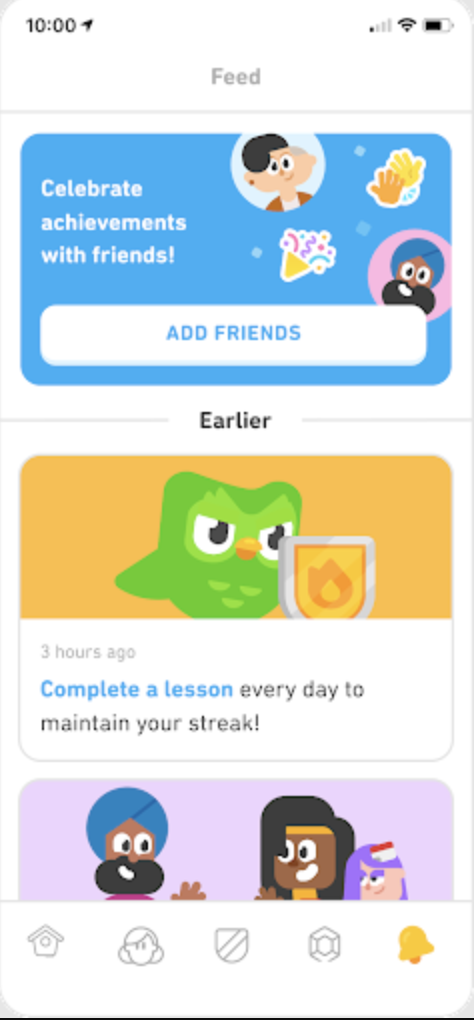 10:00
Feed
Celebrate
achievements
with friends!
ADD FRIENDS
Earlier
3 hours ago
Complete a lesson every day to
maintain your streak!